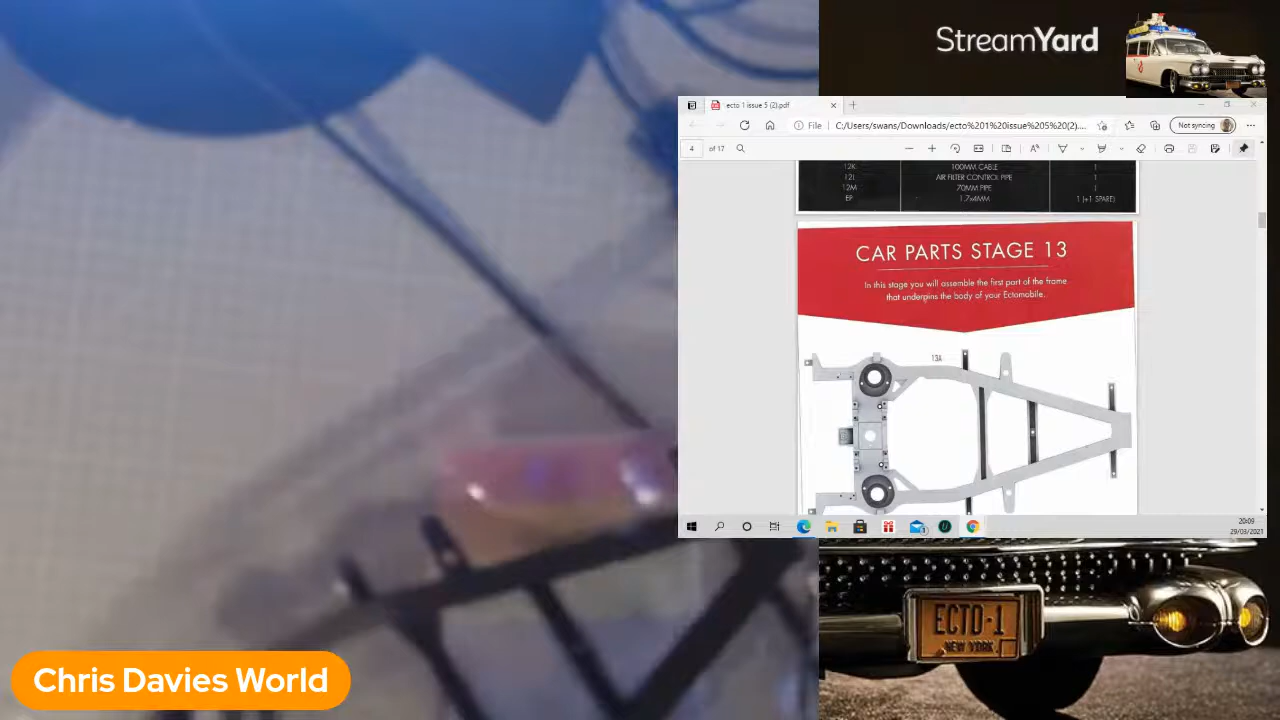 StreamYard
ecto 1 issue 5 (2).pdf
File
C:/Users/swans/Downloads/ecto%201%20issue%205%20(2)....
Not syncing
4 of 17
12K 100MM CABLE 1
12L AIR FILTER CONTROL PIPE 1
12M 70MM PIPE 1
EP 1.7x4MM 1 (+1 SPARE)
CAR PARTS STAGE 13
In this stage you will assemble the first part of the frame
that underpins the body of your Ectomobile.
13A
20:09
29/03/2021
ECTO-1
NEW YORK
Chris Davies World